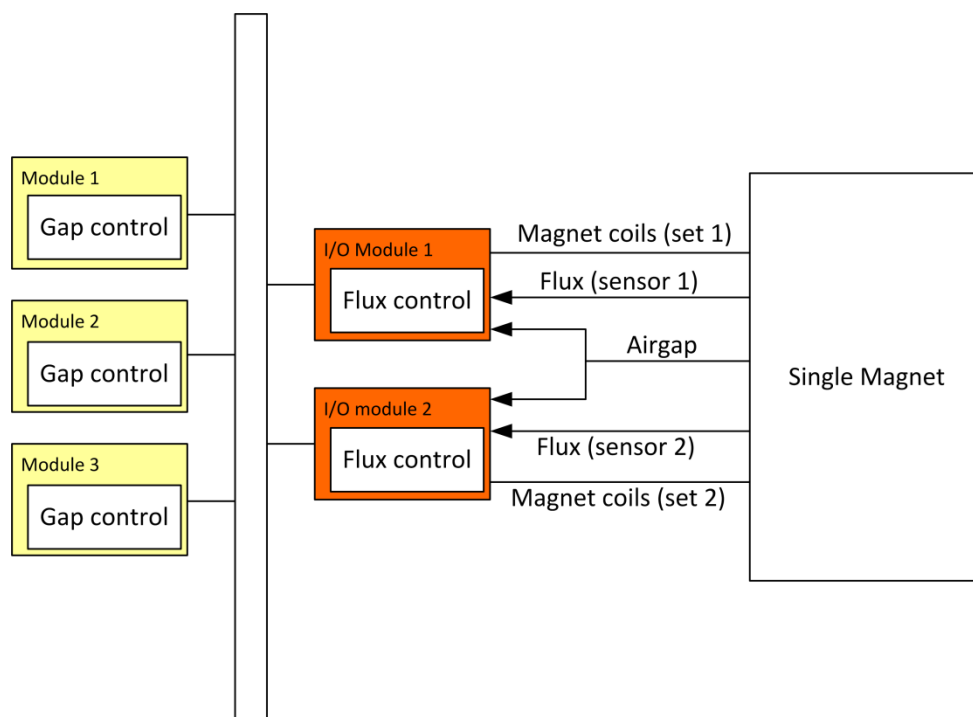 Module 1
Gap control
Module 2
Gap control
Module 3
Gap control
I/O Module 1
Flux control
I/O module 2
Flux control
Magnet coils (set 1)
Flux (sensor 1)
Airgap
Flux (sensor 2)
Magnet coils (set 2)
Single Magnet